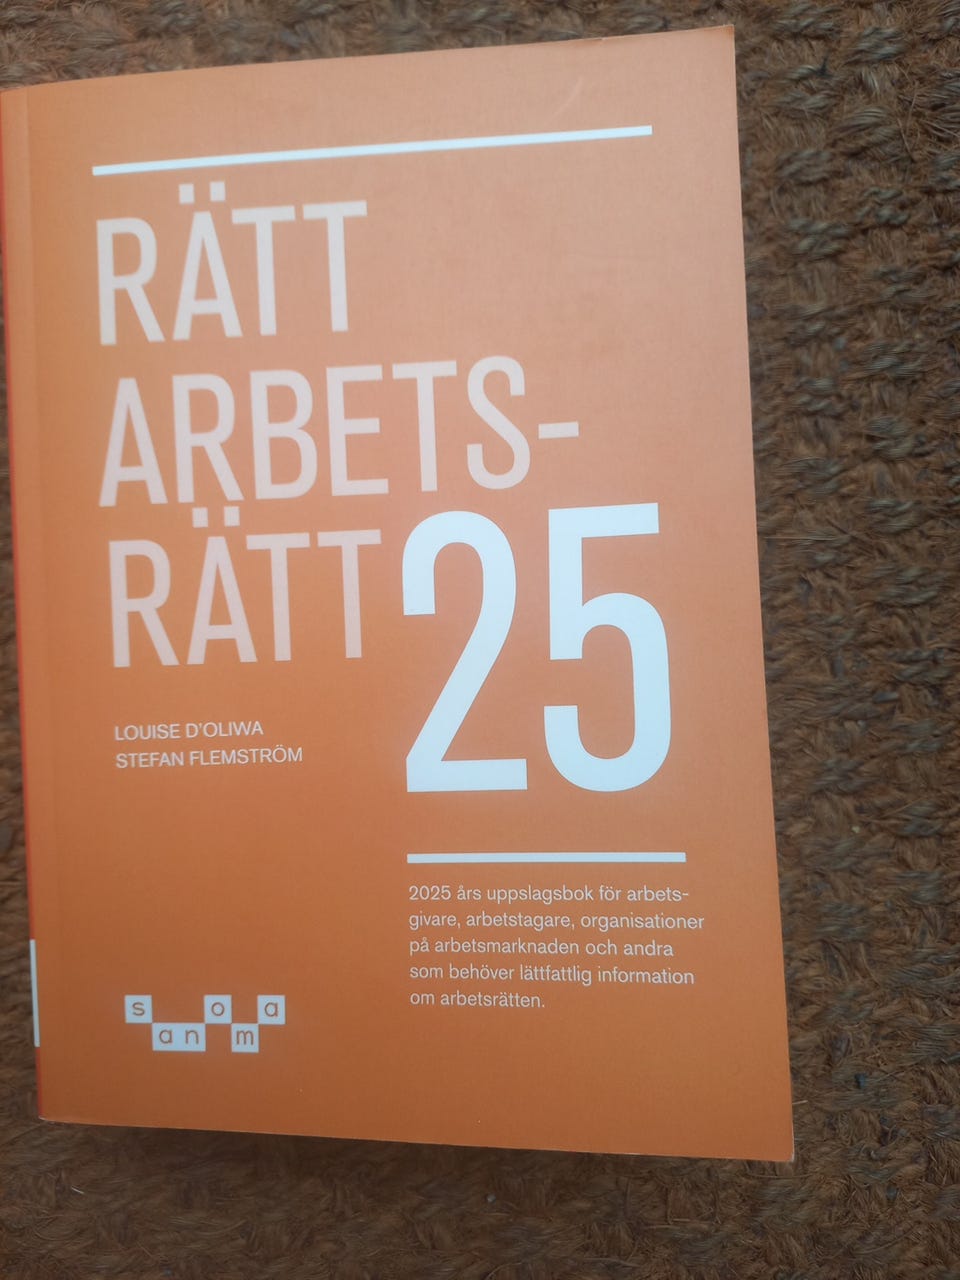 RÄTT
ARBETS-
RÄTT 25
LOUISE D'OLIWA
STEFAN FLEMSTRÖM
2025 års uppslagsbok för arbets-
givare, arbetstagare, organisationer
på arbetsmarknaden och andra
som behöver lättfattlig information
om arbetsrätten.
sanoma